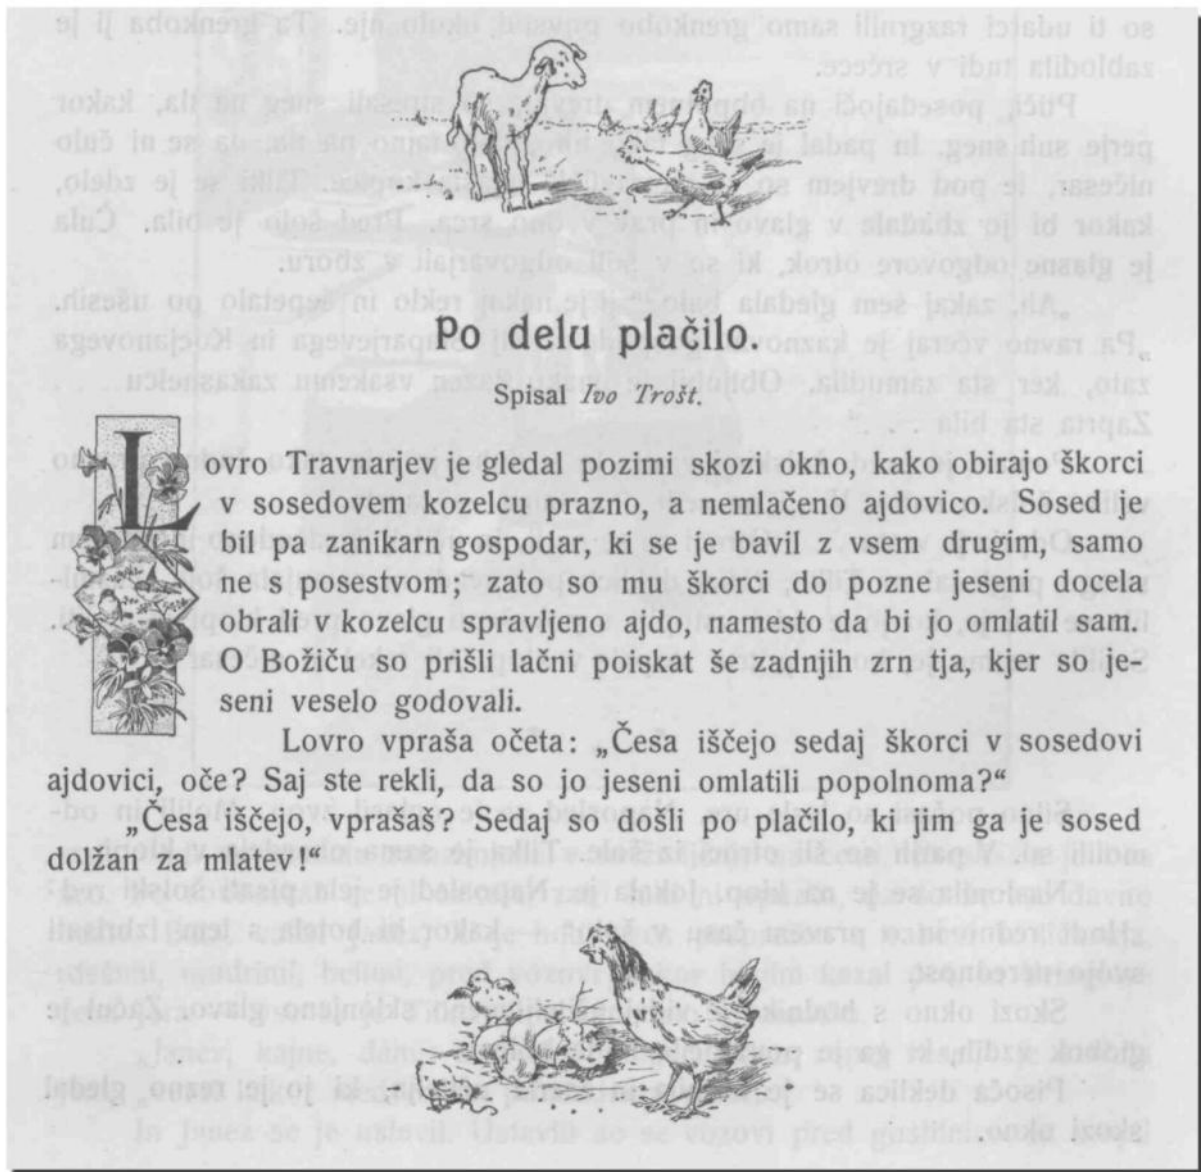 Po delu plačilo.
Spisal Ivo Trošt.
Lovro Travnarjev je gledal pozimi skozi okno, kako obirajo škorci
v sosedovem kozelcu prazno, a nemlačeno ajdovico. Sosed je
bil pa zanikarn gospodar, ki se je bavil z vsem drugim, samo
ne s posestvom; zato so mu škorci do pozne jeseni docela
obrali v kozelcu spravljeno ajdo, namesto da bi jo omlatil sam.
O Božiču so prišli lačni poiskat še zadnjih zrn tja, kjer so je-
seni veselo godovali.
Lovro vpraša očeta: „Česa iščejo sedaj škorci v sosedovi
ajdovici, oče? Saj ste rekli, da so jo jeseni omlatili popolnoma?“
„Česa iščejo, vprašaš? Sedaj so došli po plačilo, ki jim ga je sosed
dolžan za mlatev!“